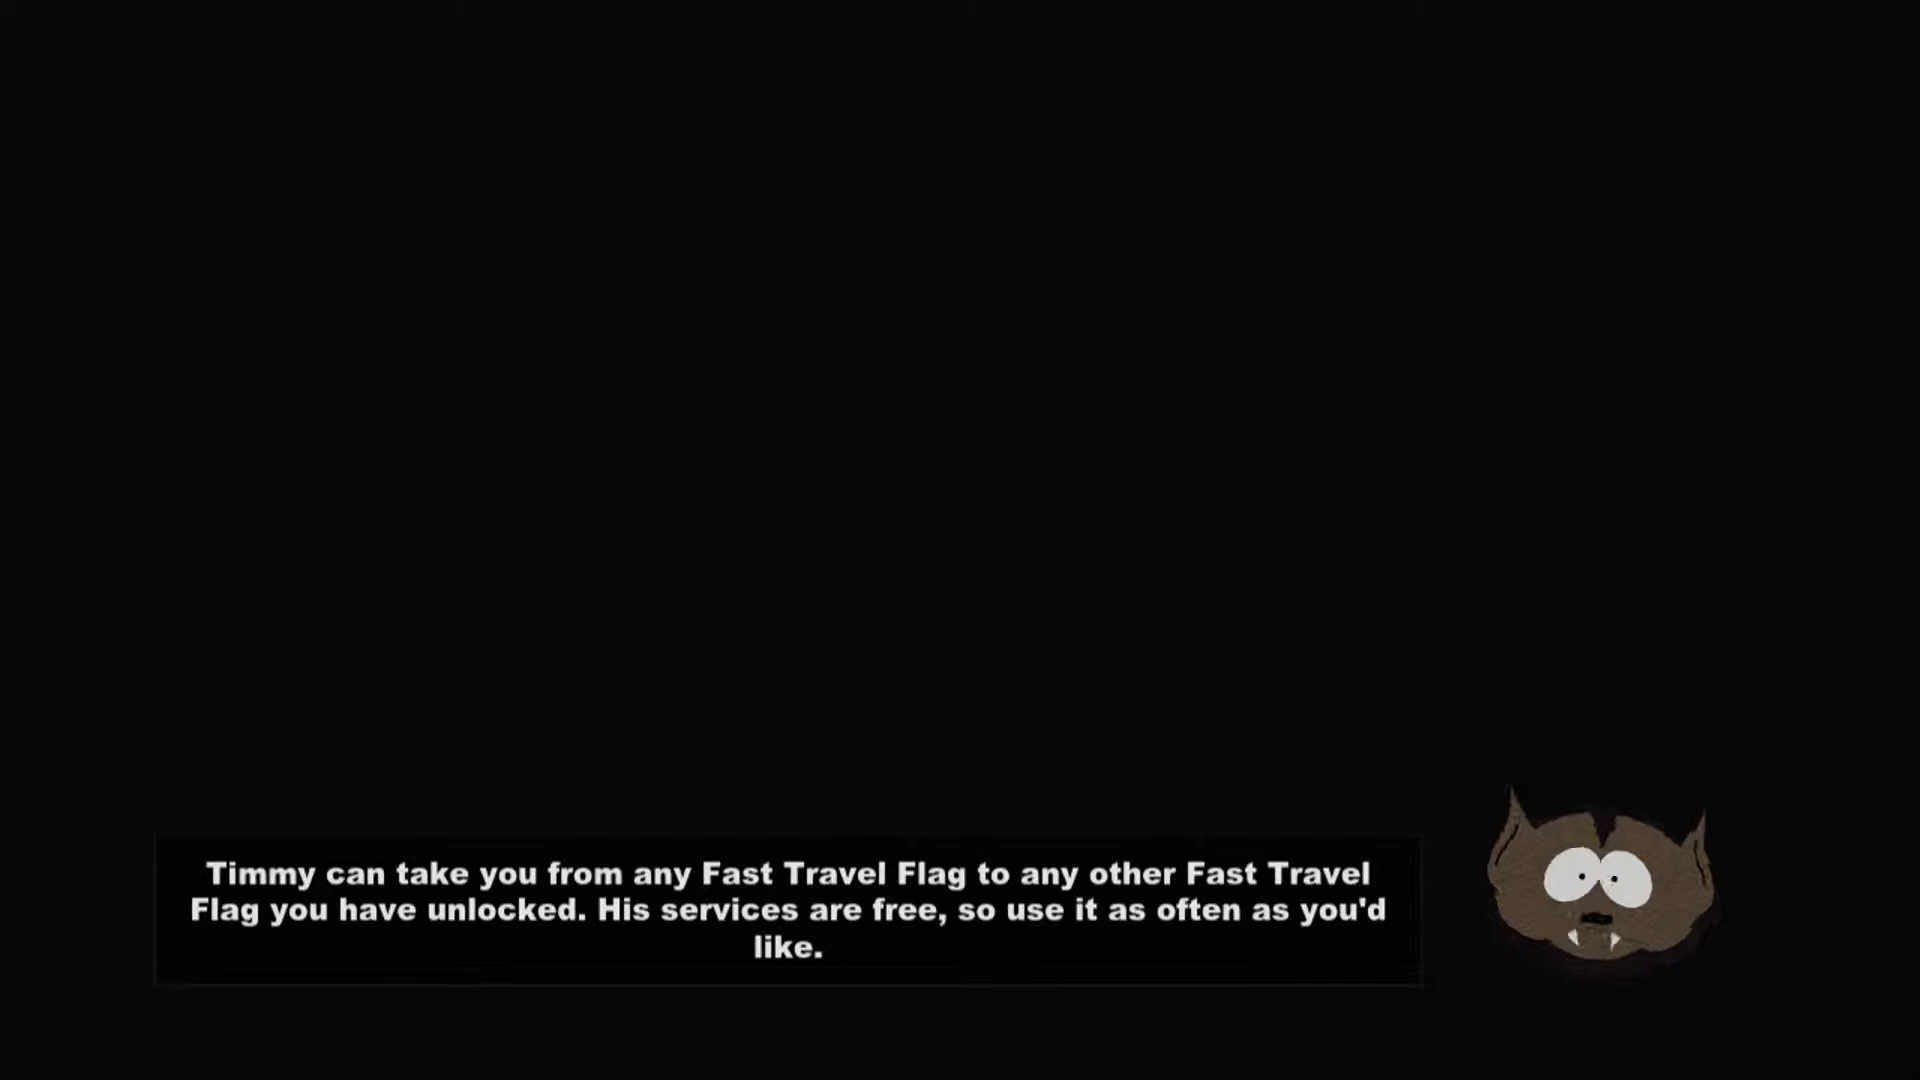 Timmy can take you from any Fast Travel Flag to any other Fast Travel
Flag you have unlocked. His services are free, so use it as often as you'd
like.